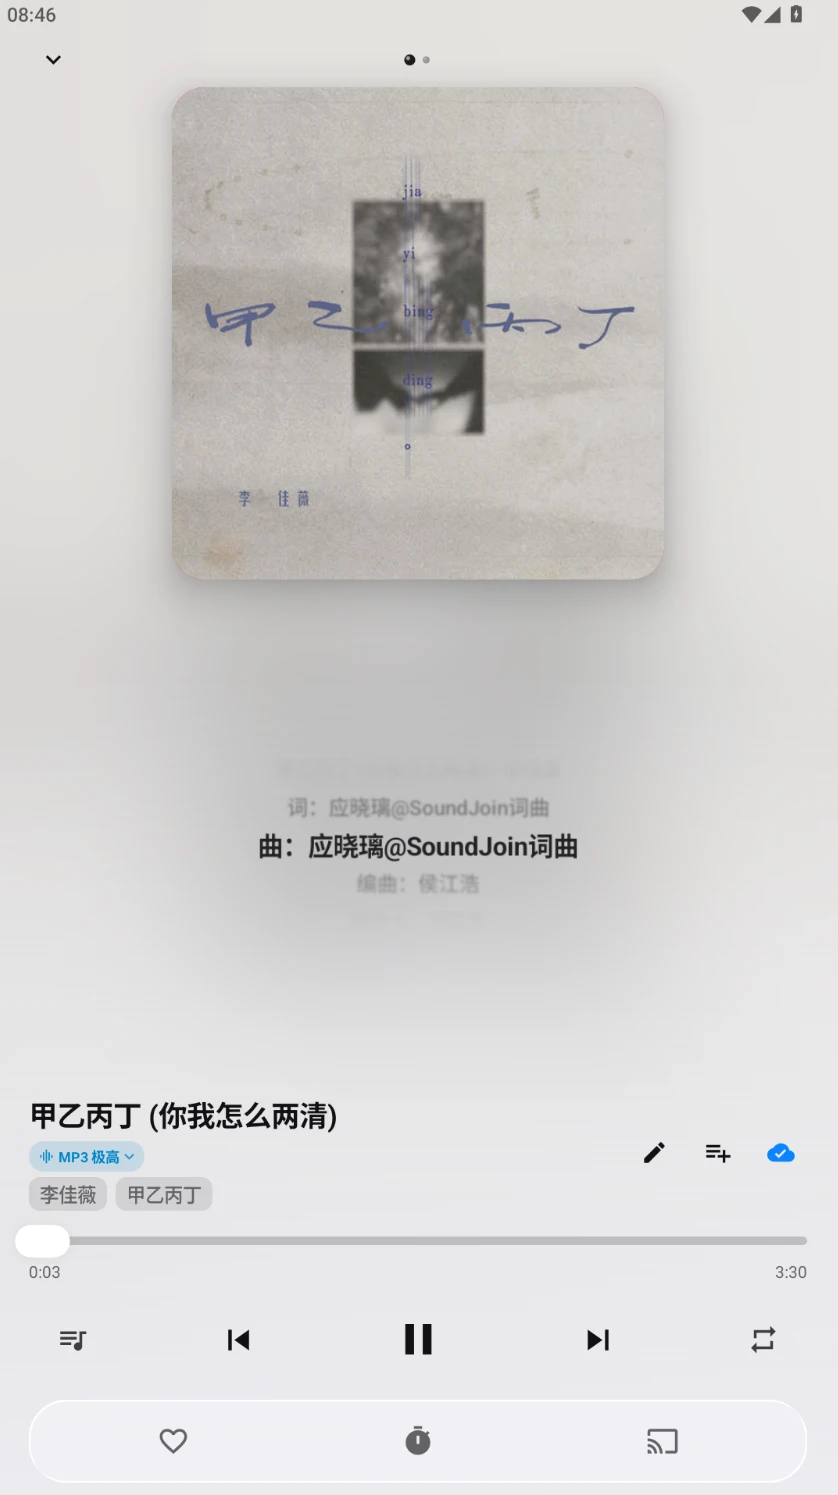 08:46
jia
yi
bing
ding
甲乙丙丁
李佳薇
词：应晓璃@SoundJoin词曲
曲：应晓璃@SoundJoin词曲
编曲：侯江浩
甲乙丙丁 (你我怎么两清)
MP3 极高
李佳薇 甲乙丙丁
0:03 3:30